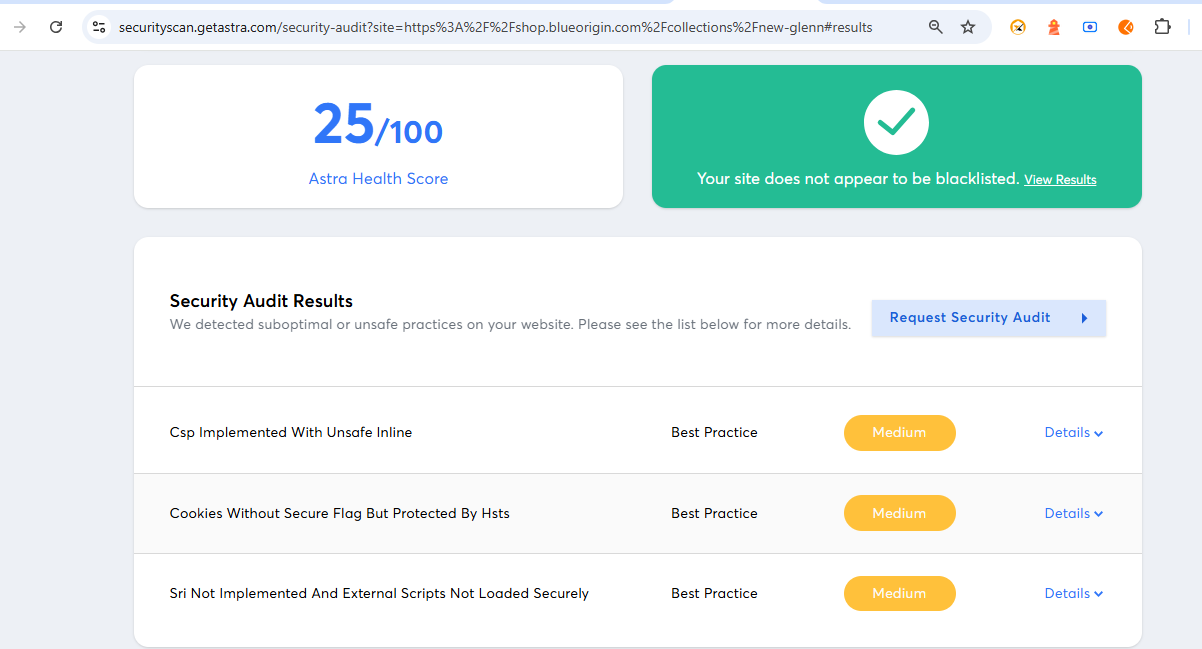 securityscan.getastra.com/security-audit?site=https%3A%2F%2Fshop.blueorigin.com%2Fcollections%2Fnew-glenn#results
25/100
Astra Health Score
Your site does not appear to be blacklisted. View Results
Security Audit Results
We detected suboptimal or unsafe practices on your website. Please see the list below for more details.
Request Security Audit
Csp Implemented With Unsafe Inline Best Practice Medium Details
Cookies Without Secure Flag But Protected By Hsts Best Practice Medium Details
Sri Not Implemented And External Scripts Not Loaded Securely Best Practice Medium Details